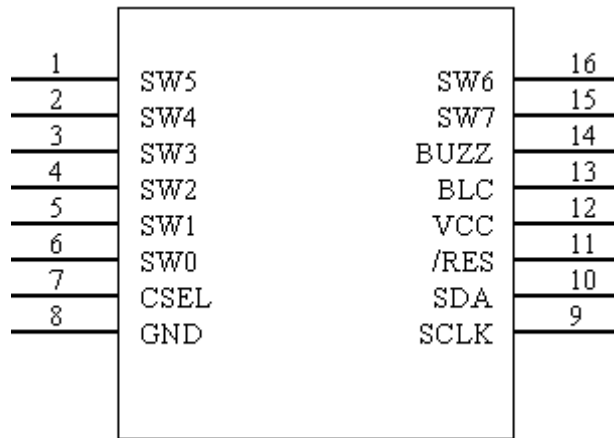 1 SW5 SW6 16
2 SW4 SW7 15
3 SW3 BUZZ 14
4 SW2 BLC 13
5 SW1 VCC 12
6 SW0 /RES 11
7 CSEL SDA 10
8 GND SCLK 9